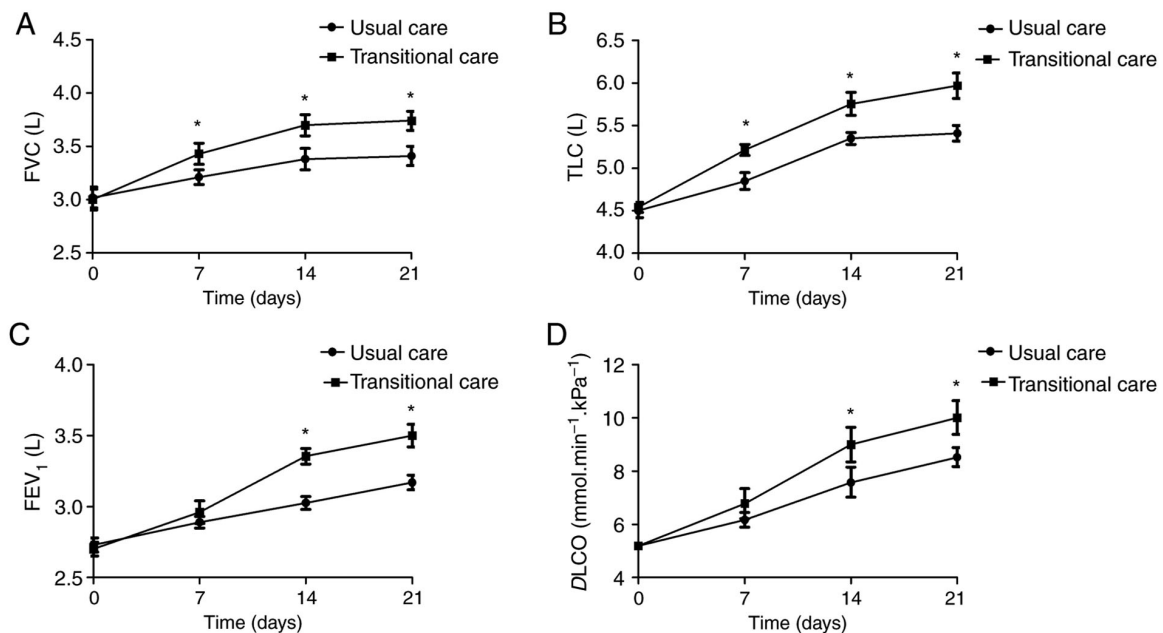 A
Usual care
Transitional care
4.5
4.0
3.5
3.0
2.5
FVC (L)
*
*
*
0
7
14
21
Time (days)
B
Usual care
Transitional care
6.5
6.0
5.5
5.0
4.5
4.0
TLC (L)
*
*
*
0
7
14
21
Time (days)
C
Usual care
Transitional care
4.0
3.5
3.0
2.5
FEV₁ (L)
*
*
0
7
14
21
Time (days)
D
Usual care
Transitional care
12
10
8
6
4
DLCO (mmol.min⁻¹.kPa⁻¹)
*
*
0
7
14
21
Time (days)